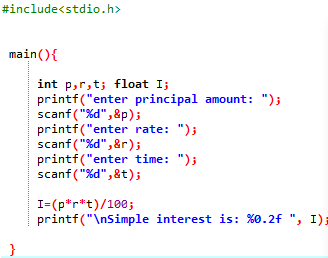 #include<stdio.h>
main(){
int p,r,t; float I;
printf("enter principal amount: ");
scanf("%d",&p);
printf("enter rate: ");
scanf("%d",&r);
printf("enter time: ");
scanf("%d",&t);
I=(p*r*t)/100;
printf("\nSimple interest is: %0.2f ", I);
}